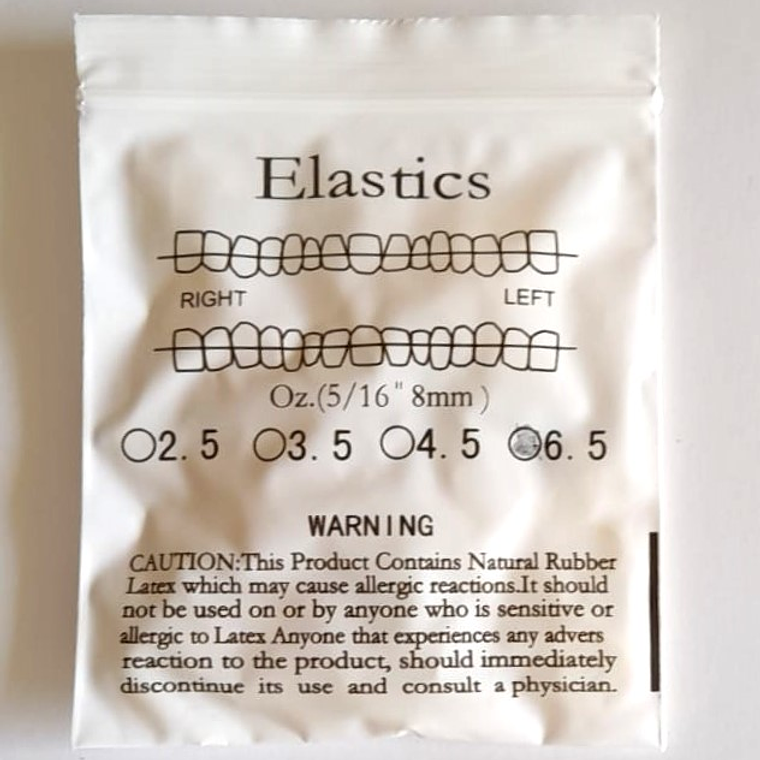 Elastics
RIGHT LEFT
Oz.(5/16" 8mm)
2.5 3.5 4.5 6.5
WARNING
CAUTION:This Product Contains Natural Rubber
Latex which may cause allergic reactions.It should
not be used on or by anyone who is sensitive or
allergic to Latex Anyone that experiences any advers
reaction to the product, should immediately
discontinue its use and consult a physician.